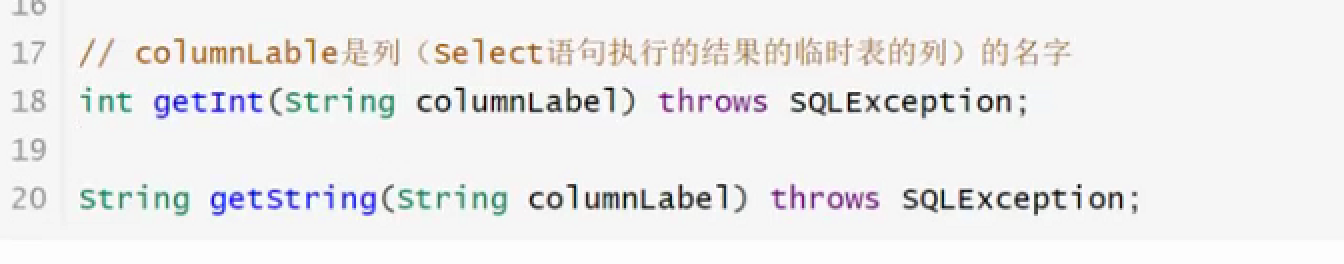 16
17 // columnLable是列（Select语句执行的结果的临时表的列）的名字
18 int getInt(String columnLabel) throws SQLException;
19
20 String getString(String columnLabel) throws SQLException;